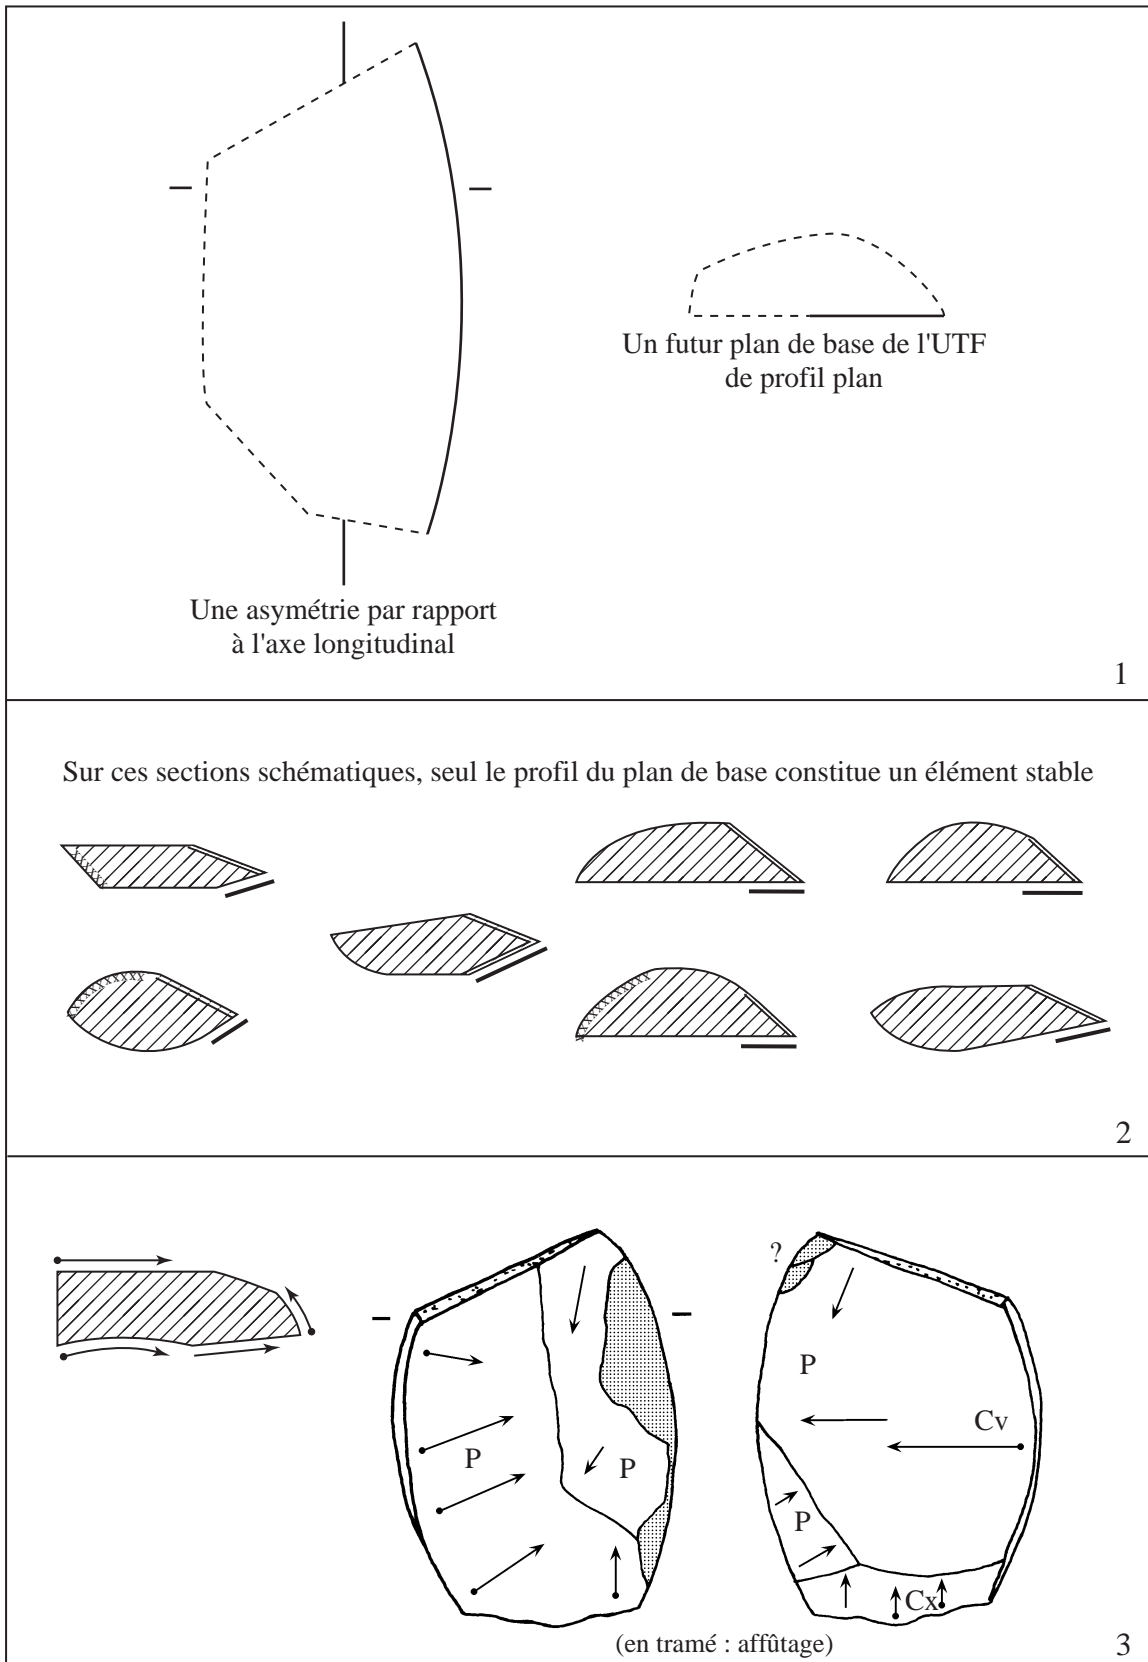 Un futur plan de base de l'UTF
de profil plan
Une asymétrie par rapport
à l'axe longitudinal
1
Sur ces sections schématiques, seul le profil du plan de base constitue un élément stable
2
?
P
P
P
Cv
P
Cx
(en tramé : affûtage)
3